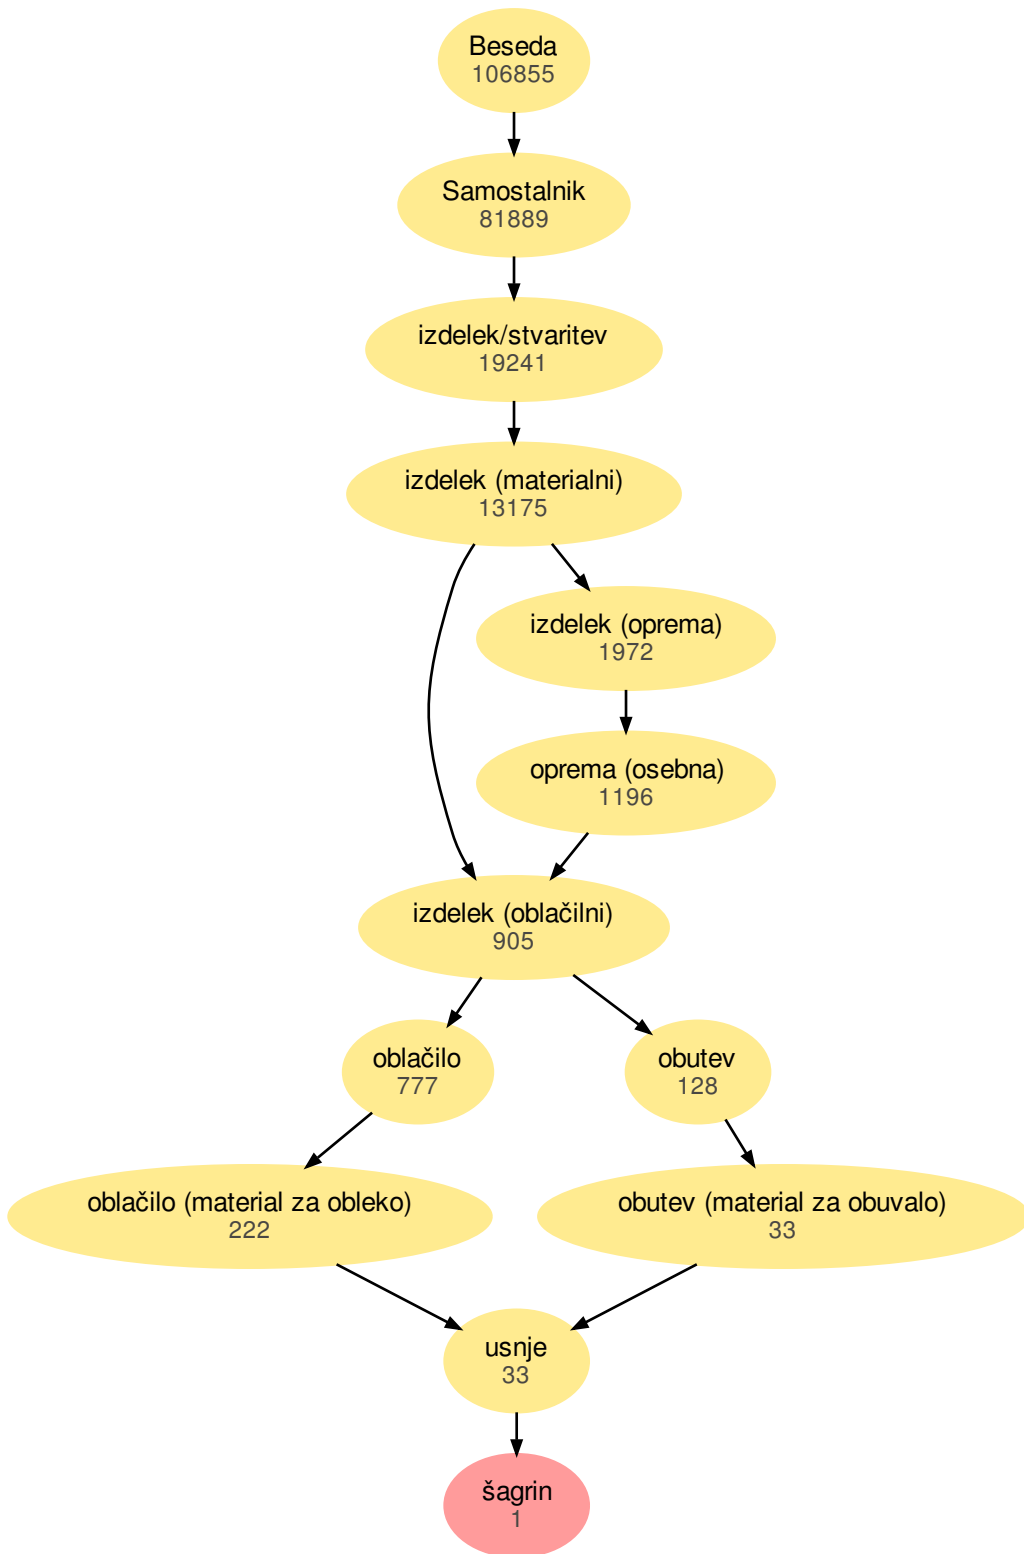 Beseda
106855
Samostalnik
81889
izdelek/stvaritev
19241
izdelek (materialni)
13175
izdelek (oprema)
1972
oprema (osebna)
1196
izdelek (oblačilni)
905
oblačilo
777
obutev
128
oblačilo (material za obleko)
222
obutev (material za obuvalo)
33
usnje
33
šagrin
1